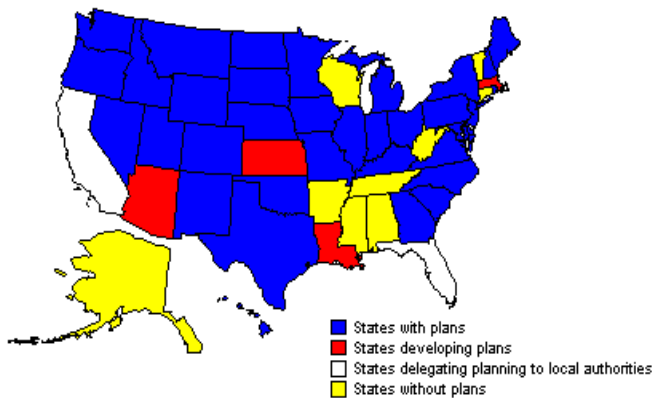 States with plans
States developing plans
States delegating planning to local authorities
States without plans